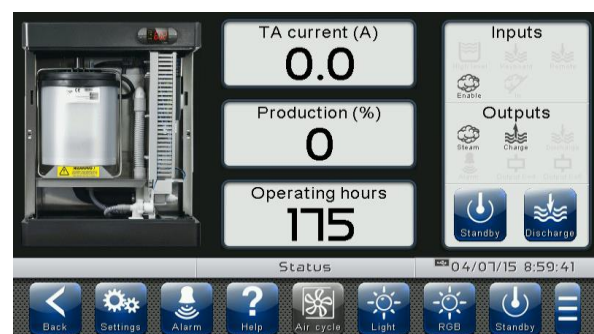 TA current (A)
0.0
Production (%)
0
Operating hours
175
Inputs
Enable
Outputs
Steam
Charge
Standby
Discharge
Status
04/07/15 8:59:41
Back
Settings
Alarm
Help
Air cycle
Light
RGB
Standby